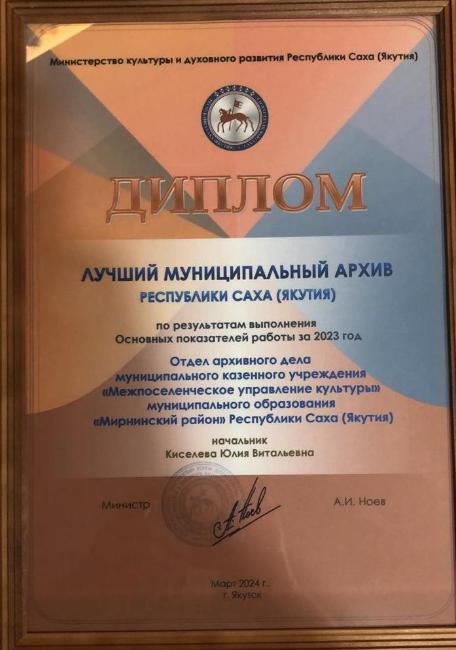 Министерство культуры и духовного развития Республики Саха (Якутия)
ДИПЛОМ
ЛУЧШИЙ МУНИЦИПАЛЬНЫЙ АРХИВ
РЕСПУБЛИКИ САХА (ЯКУТИЯ)
по результатам выполнения
Основных показателей работы за 2023 год
Отдел архивного дела
муниципального казенного учреждения
«Межпоселенческое управление культуры»
муниципального образования
«Мирнинский район» Республики Саха (Якутия)
начальник
Киселева Юлия Витальевна
Министр
А.И. Ноев
Март 2024 г.,
г. Якутск